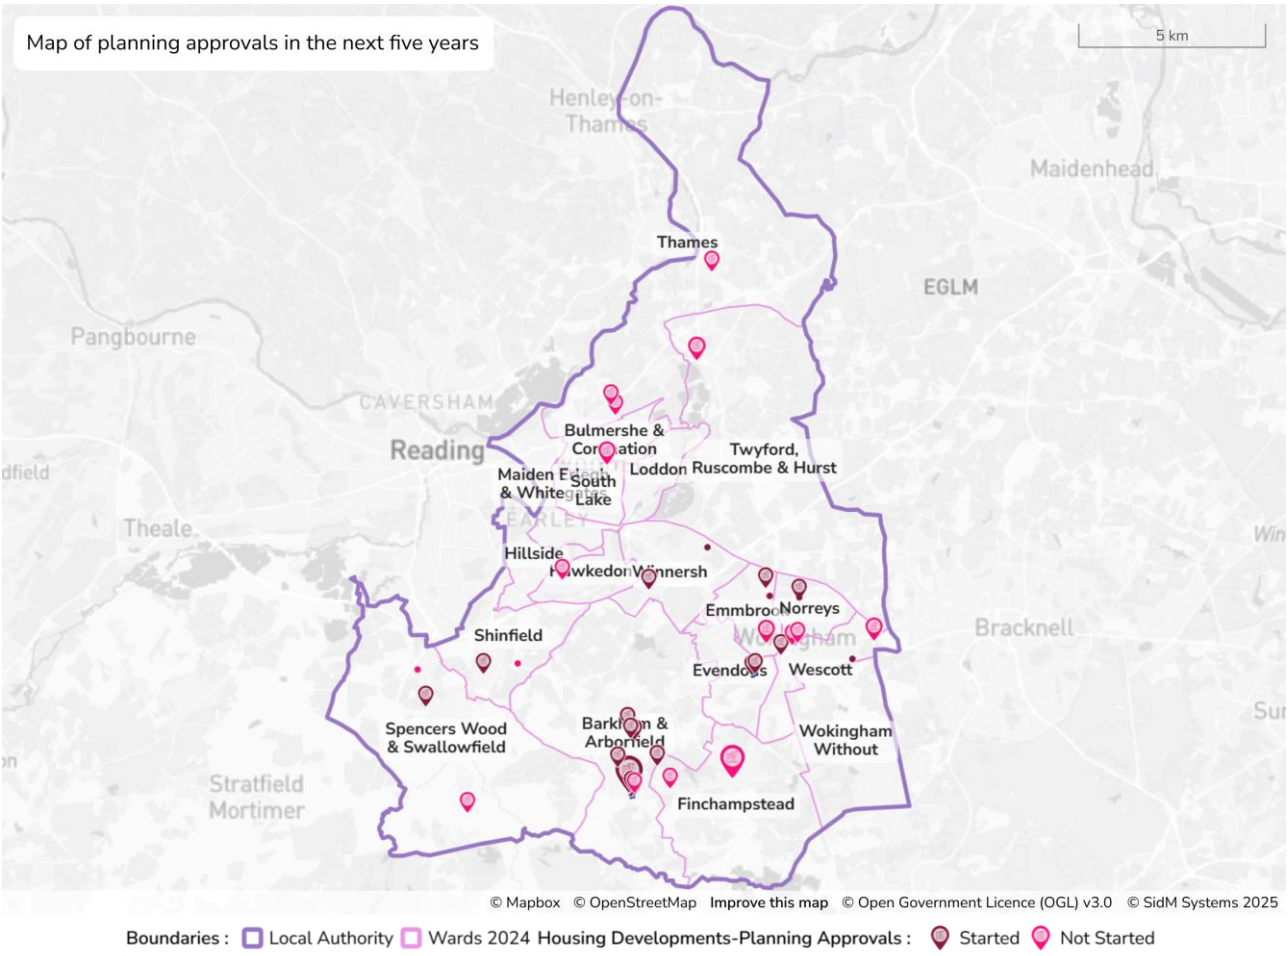 Map of planning approvals in the next five years
5 km
Henley-on-
Thames
Maidenhead
Thames
EGLM
Pangbourne
CAVERSHAM
Reading
Bulmershe &
Coronation
Twyford,
Ruscombe & Hurst
Loddon
dfield
Maiden Erlegh
& Whitegates
South
Lake
EARLEY
Theale
Win
Hillside
Hawkedon
Winnersh
Emmbrook
Norreys
Shinfield
Wokingham
Bracknell
Evendons
Wescott
Sur
Spencers Wood
& Swallowfield
Barkham &
Arborfield
Wokingham
Without
on
Stratfield
Mortimer
Finchampstead
© Mapbox © OpenStreetMap Improve this map © Open Government Licence (OGL) v3.0 © SidM Systems 2025
Boundaries : Local Authority Wards 2024 Housing Developments-Planning Approvals : Started Not Started